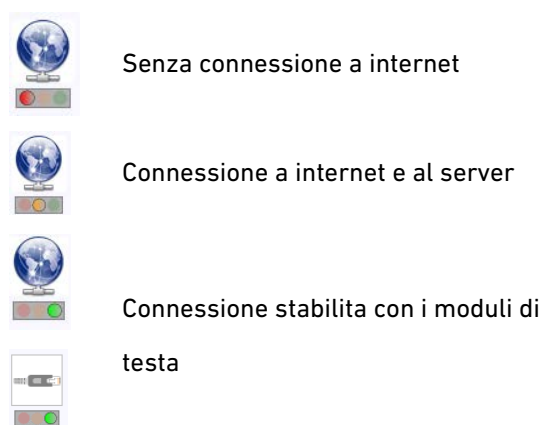 Senza connessione a internet
Connessione a internet e al server
Connessione stabilita con i moduli di
testa